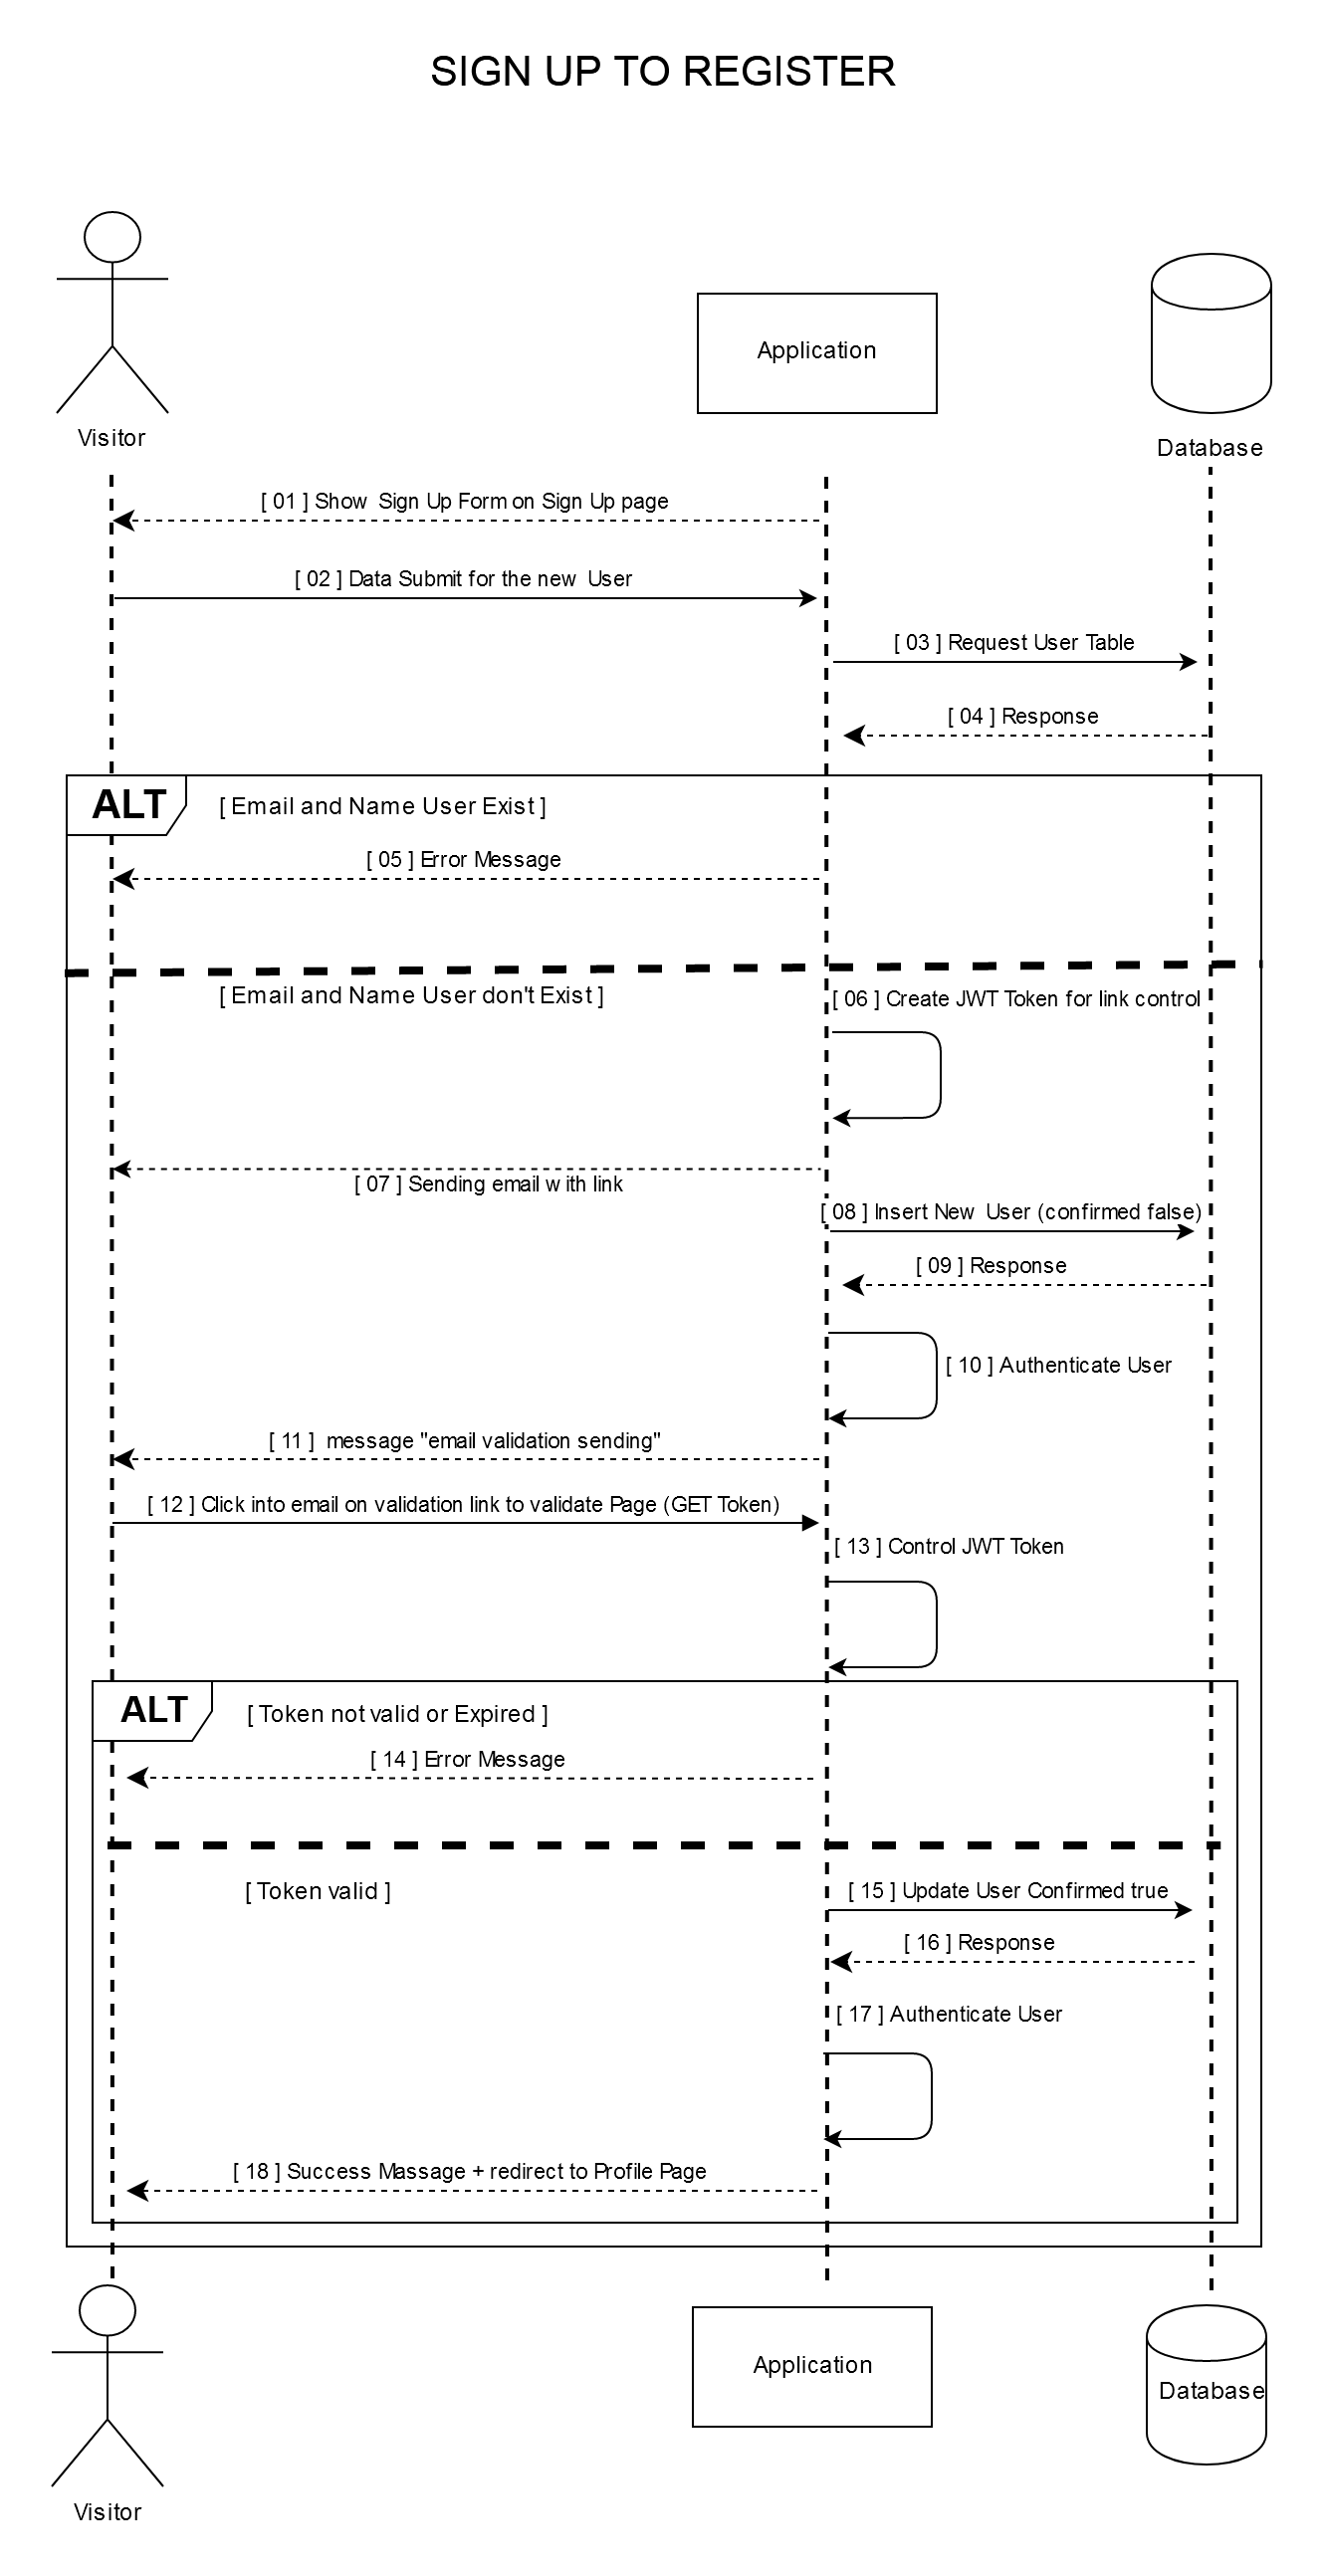 SIGN UP TO REGISTER
Visitor
Application
Database
[ 01 ] Show Sign Up Form on Sign Up page
[ 02 ] Data Submit for the new User
[ 03 ] Request User Table
[ 04 ] Response
ALT
[ Email and Name User Exist ]
[ 05 ] Error Message
[ Email and Name User don't Exist ]
[ 06 ] Create JWT Token for link control
[ 07 ] Sending email with link
[ 08 ] Insert New User (confirmed false)
[ 09 ] Response
[ 10 ] Authenticate User
[ 11 ] message "email validation sending"
[ 12 ] Click into email on validation link to validate Page (GET Token)
[ 13 ] Control JWT Token
ALT
[ Token not valid or Expired ]
[ 14 ] Error Message
[ Token valid ]
[ 15 ] Update User Confirmed true
[ 16 ] Response
[ 17 ] Authenticate User
[ 18 ] Success Massage + redirect to Profile Page
Application
Database
Visitor